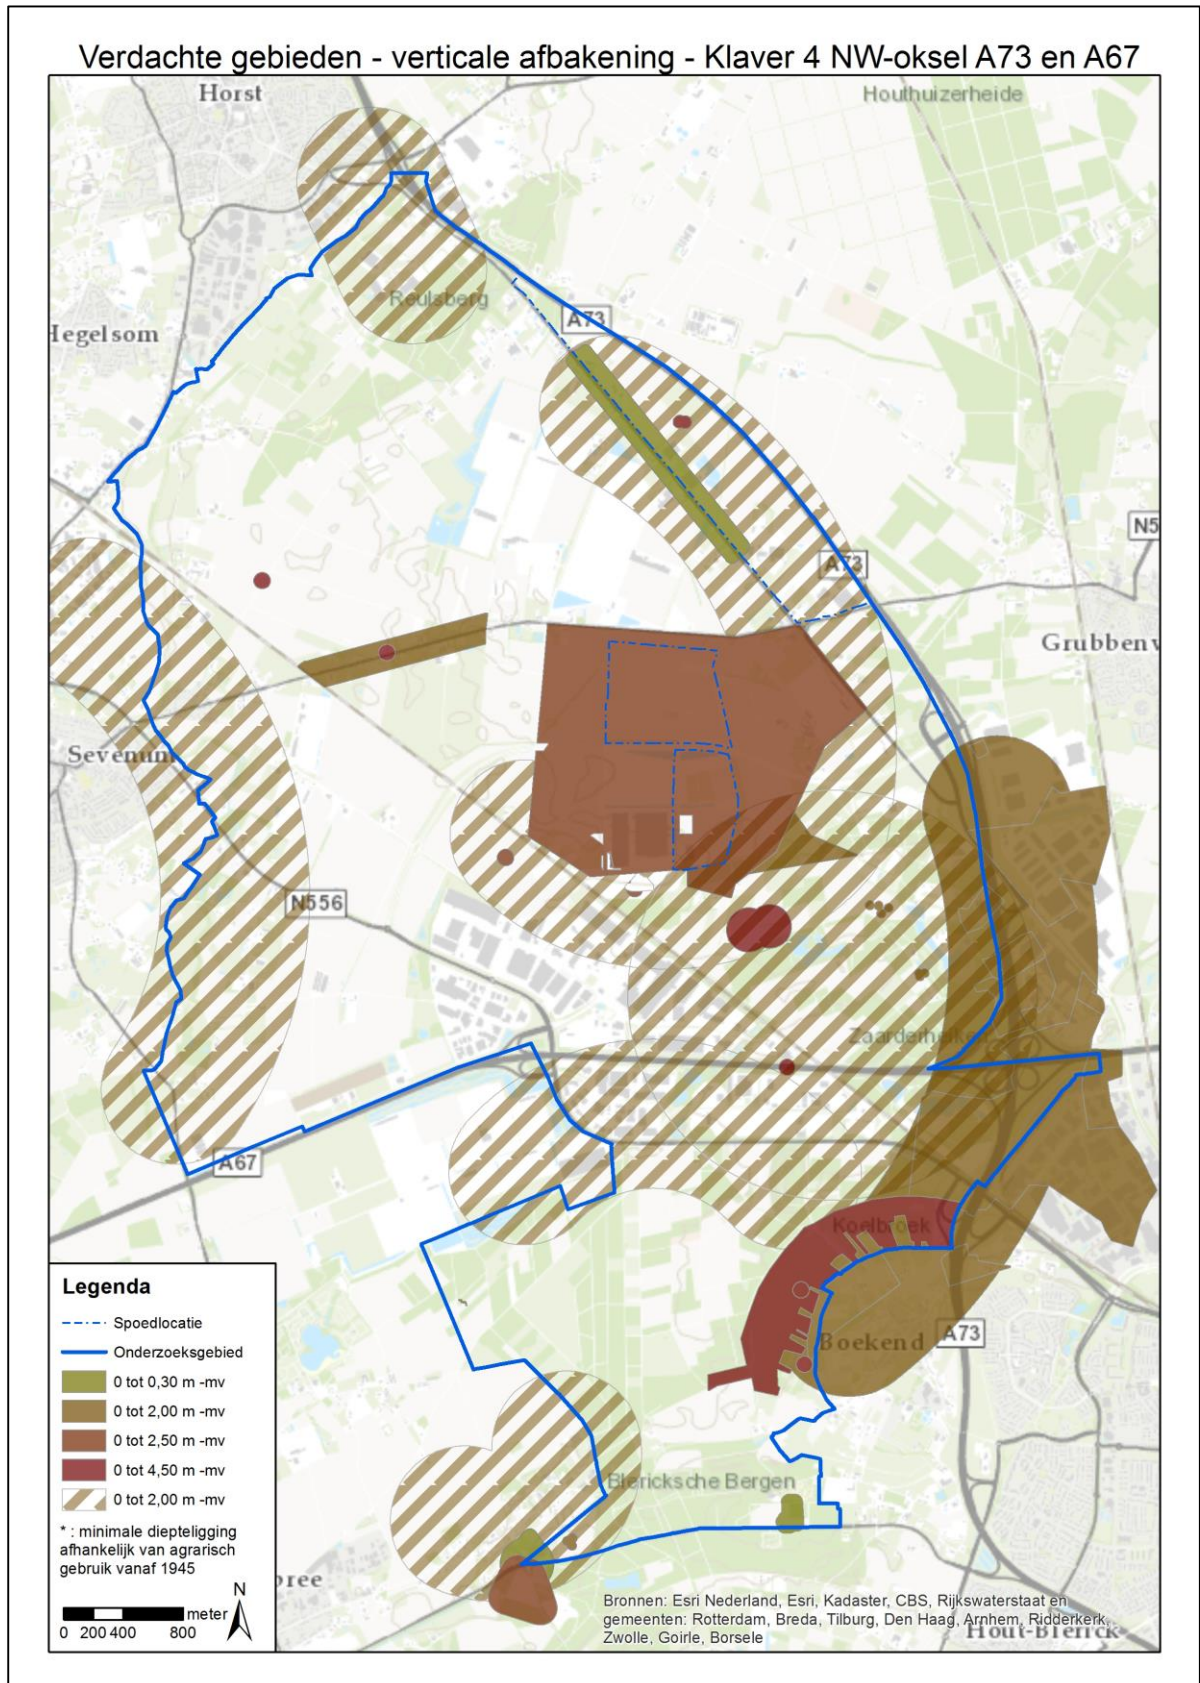 Verdachte gebieden - verticale afbakening - Klaver 4 NW-oksel A73 en A67
Horst
Houthuizerheide
Reulsberg
A73
Hegelsom
N5
A73
Grubbenv
Sevenum
N556
Zaarderheiken
A67
Koelbroek
Boekend
A73
Blericksche Bergen
Legenda
Spoedlocatie
Onderzoeksgebied
0 tot 0,30 m -mv
0 tot 2,00 m -mv
0 tot 2,50 m -mv
0 tot 4,50 m -mv
0 tot 2,00 m -mv
* : minimale diepteligging
afhankelijk van agrarisch
gebruik vanaf 1945
N
meter
0 200 400 800
Bronnen: Esri Nederland, Esri, Kadaster, CBS, Rijkswaterstaat en
gemeenten: Rotterdam, Breda, Tilburg, Den Haag, Arnhem, Ridderkerk,
Zwolle, Goirle, Borsele
Hout-Blerick